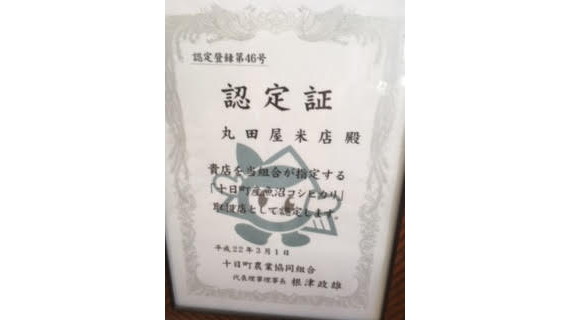 認定登録第46号
認定証
丸田屋米店 殿
貴店を当組合が指定する
「十日町産魚沼コシヒカリ」
取扱店として認定します
平成22年3月1日
十日町農業協同組合
代表理事理事長 根津政雄